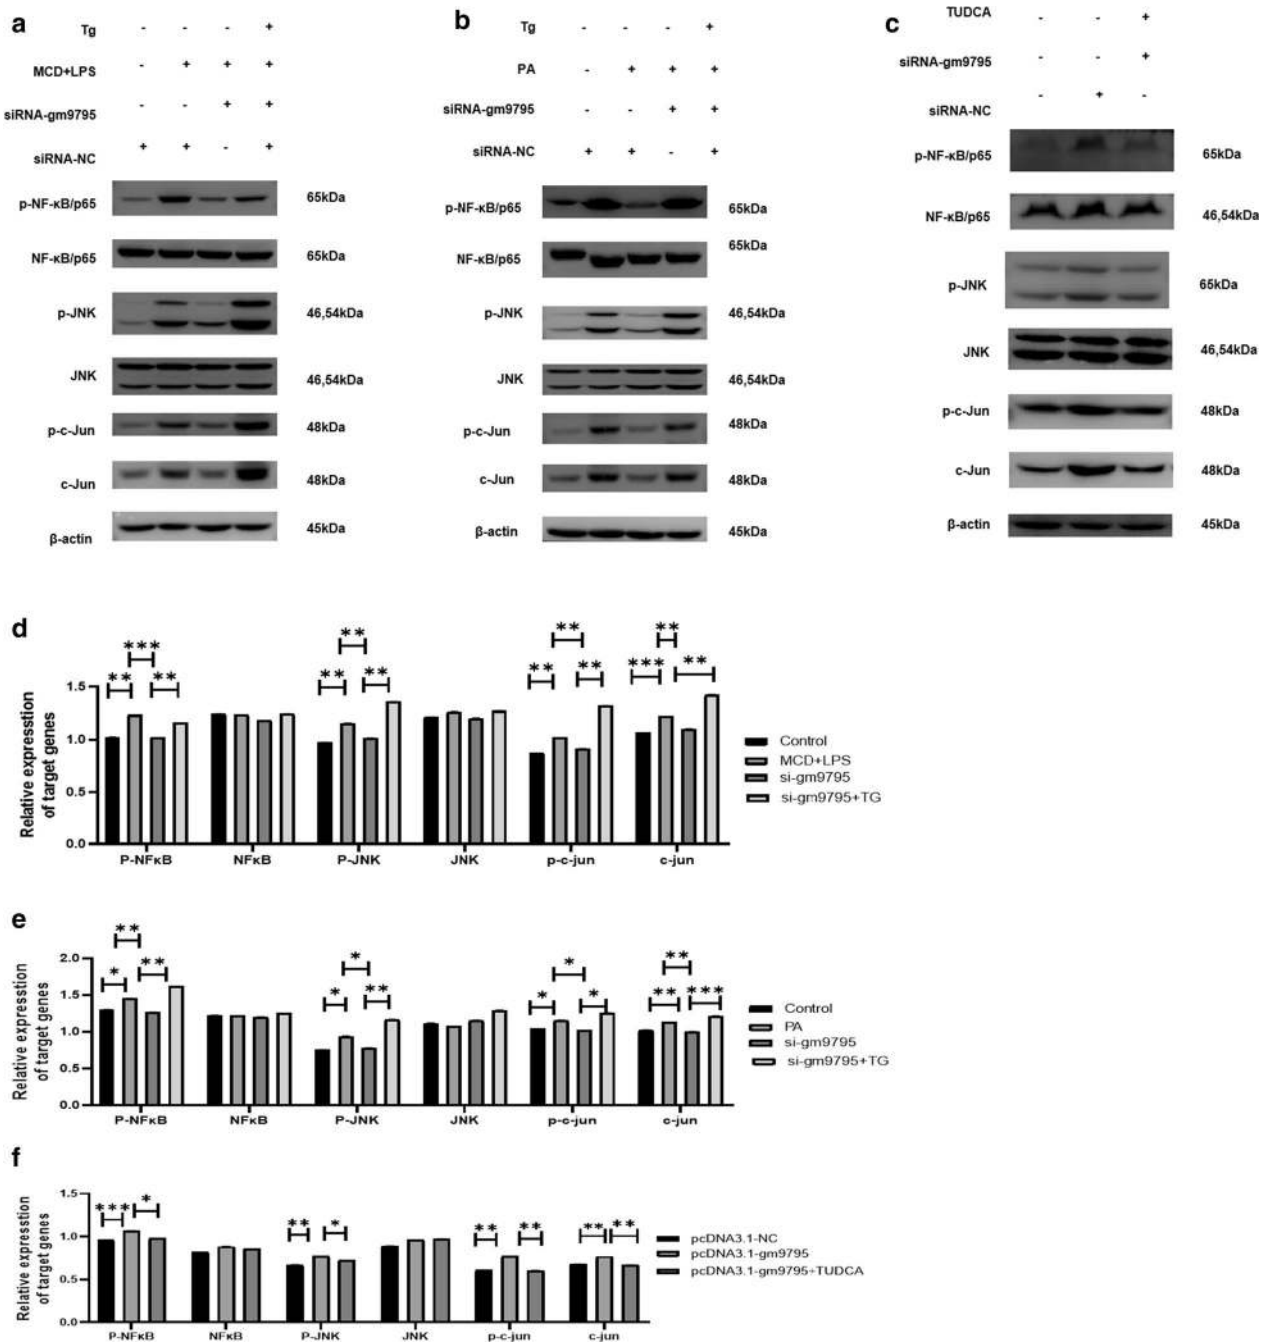 a
Tg - - - +
MCD+LPS - + + +
siRNA-gm9795 - - + +
siRNA-NC + + - +
p-NF-κB/p65 65kDa
NF-κB/p65 65kDa
p-JNK 46,54kDa
JNK 46,54kDa
p-c-Jun 48kDa
c-Jun 48kDa
β-actin 45kDa
b
Tg - - - +
PA - + + +
siRNA-gm9795 - - + +
siRNA-NC + + - +
p-NF-κB/p65 65kDa
NF-κB/p65 65kDa
p-JNK 46,54kDa
JNK 46,54kDa
p-c-Jun 48kDa
c-Jun 48kDa
β-actin 45kDa
c
TUDCA - - +
siRNA-gm9795 - - +
siRNA-NC - + -
p-NF-κB/p65 65kDa
NF-κB/p65 46,54kDa
p-JNK 65kDa
JNK 46,54kDa
p-c-Jun 48kDa
c-Jun 48kDa
β-actin 45kDa
d
Relative expresstion
of target genes
1.5
1.0
0.5
0.0
** *** ** ** ** ** ** ** ** *** ** **
P-NFκB NFκB P-JNK JNK p-c-jun c-jun
Control
MCD+LPS
si-gm9795
si-gm9795+TG
e
Relative expresstion
of target genes
2.0
1.5
1.0
0.5
0.0
* ** ** * * ** * * * ** ** ***
P-NFκB NFκB P-JNK JNK p-c-jun c-jun
Control
PA
si-gm9795
si-gm9795+TG
f
Relative expresstion
of target genes
1.5
1.0
0.5
0.0
*** * ** * ** ** ** **
P-NFκB NFκB P-JNK JNK p-c-jun c-jun
pcDNA3.1-NC
pcDNA3.1-gm9795
pcDNA3.1-gm9795+TUDCA